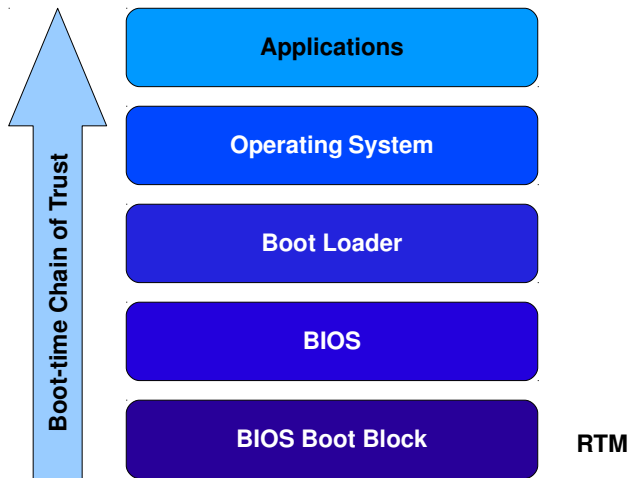 Applications
Operating System
Boot Loader
BIOS
BIOS Boot Block
RTM
Boot-time Chain of Trust